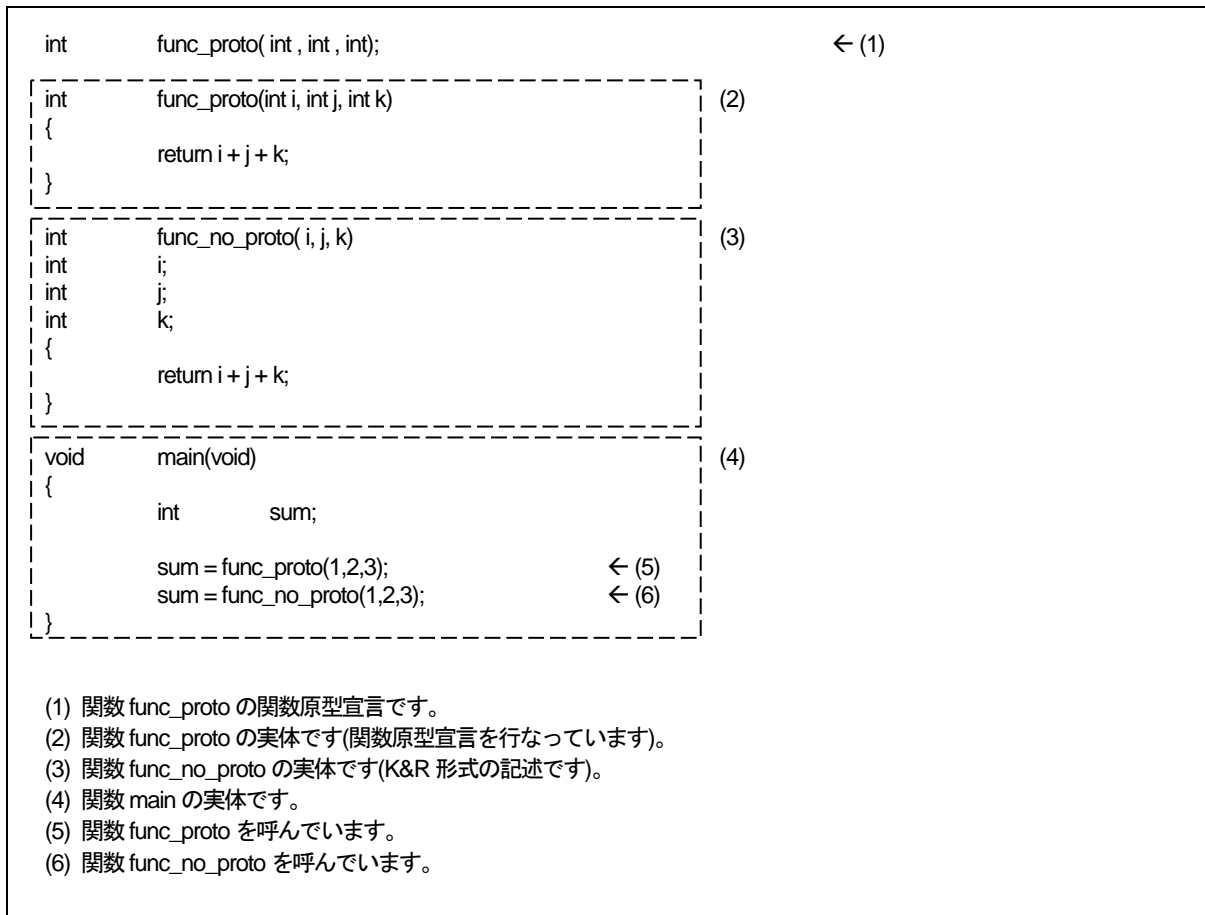 int func_proto( int , int , int); ← (1)
int func_proto(int i, int j, int k) (2)
{
return i + j + k;
}
int func_no_proto( i, j, k) (3)
int i;
int j;
int k;
{
return i + j + k;
}
void main(void) (4)
{
int sum;
sum = func_proto(1,2,3); ← (5)
sum = func_no_proto(1,2,3); ← (6)
}
(1) 関数 func_proto の関数原型宣言です。
(2) 関数 func_proto の実体です(関数原型宣言を行なっています)。
(3) 関数 func_no_proto の実体です(K&R 形式の記述です)。
(4) 関数 main の実体です。
(5) 関数 func_proto を呼んでいます。
(6) 関数 func_no_proto を呼んでいます。